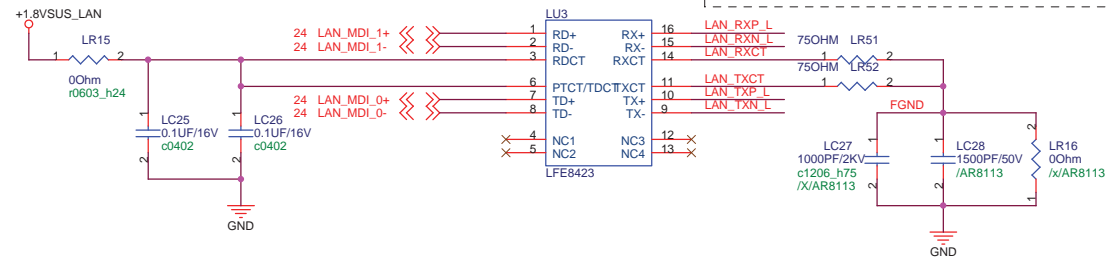 +1.8VSUS_LAN
LR15
1
2
0Ohm
r0603_h24
1
LC25
0.1UF/16V
c0402
2
1
LC26
0.1UF/16V
c0402
2
GND
24 LAN_MDI_1+
24 LAN_MDI_1-
24 LAN_MDI_0+
24 LAN_MDI_0-
LU3
1 RD+ RX+ 16 LAN_RXP_L
2 RD- RX- 15 LAN_RXN_L
3 RDCT RXCT 14 LAN_RXCT
6 PTCT/TDCT TXCT 11 LAN_TXCT
7 TD+ TX+ 10 LAN_TXP_L
8 TD- TX- 9 LAN_TXN_L
4 NC1 NC3 12
5 NC2 NC4 13
LFE8423
75OHM LR51
1 2
75OHM LR52
1 2
FGND
1
LC27
1000PF/2KV
c1206_h75
/X/AR8113
2
1
LC28
1500PF/50V
/AR8113
2
2
LR16
0Ohm
/x/AR8113
1
GND